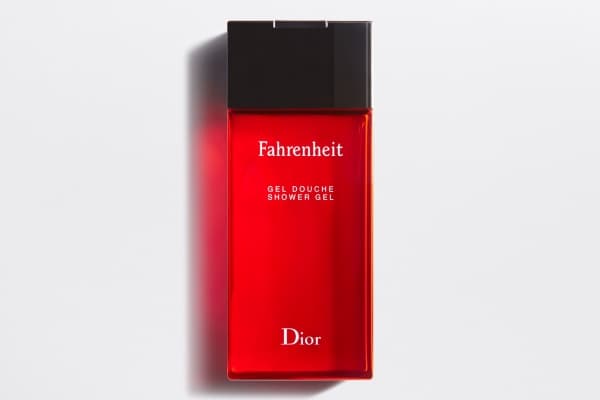 Fahrenheit
GEL DOUCHE
SHOWER GEL
Dior